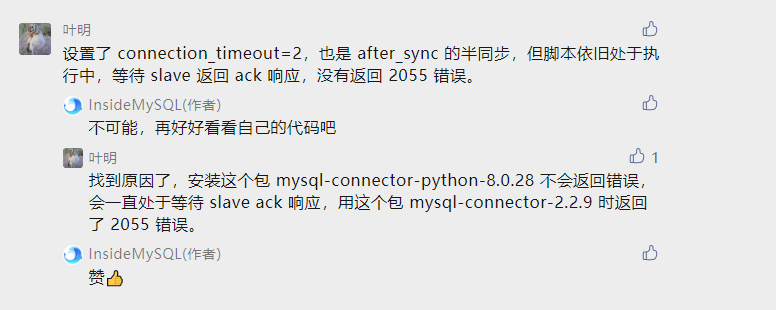 叶明
设置了 connection_timeout=2，也是 after_sync 的半同步，但脚本依旧处于执
行中，等待 slave 返回 ack 响应，没有返回 2055 错误。
InsideMySQL(作者)
不可能，再好好看看自己的代码吧
叶明
1
找到原因了，安装这个包 mysql-connector-python-8.0.28 不会返回错误，
会一直处于等待 slave ack 响应，用这个包 mysql-connector-2.2.9 时返回
了 2055 错误。
InsideMySQL(作者)
赞👍